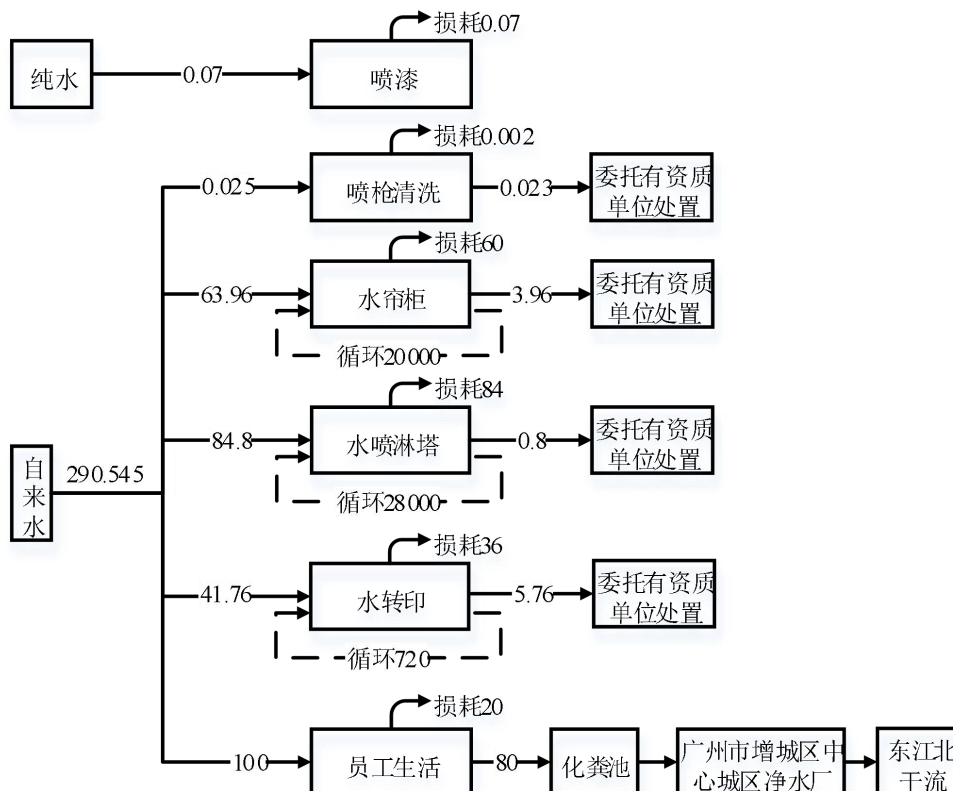 损耗0.07
纯水
0.07
喷漆
损耗0.002
0.025
喷枪清洗
0.023
委托有资质
单位处置
损耗60
63.96
水帘柜
3.96
委托有资质
单位处置
循环20000
损耗84
84.8
水喷淋塔
0.8
委托有资质
单位处置
循环28000
自来水
290.545
损耗36
41.76
水转印
5.76
委托有资质
单位处置
循环720
损耗20
100
员工生活
80
化粪池
广州市增城区中
心城区净水厂
东江北
干流